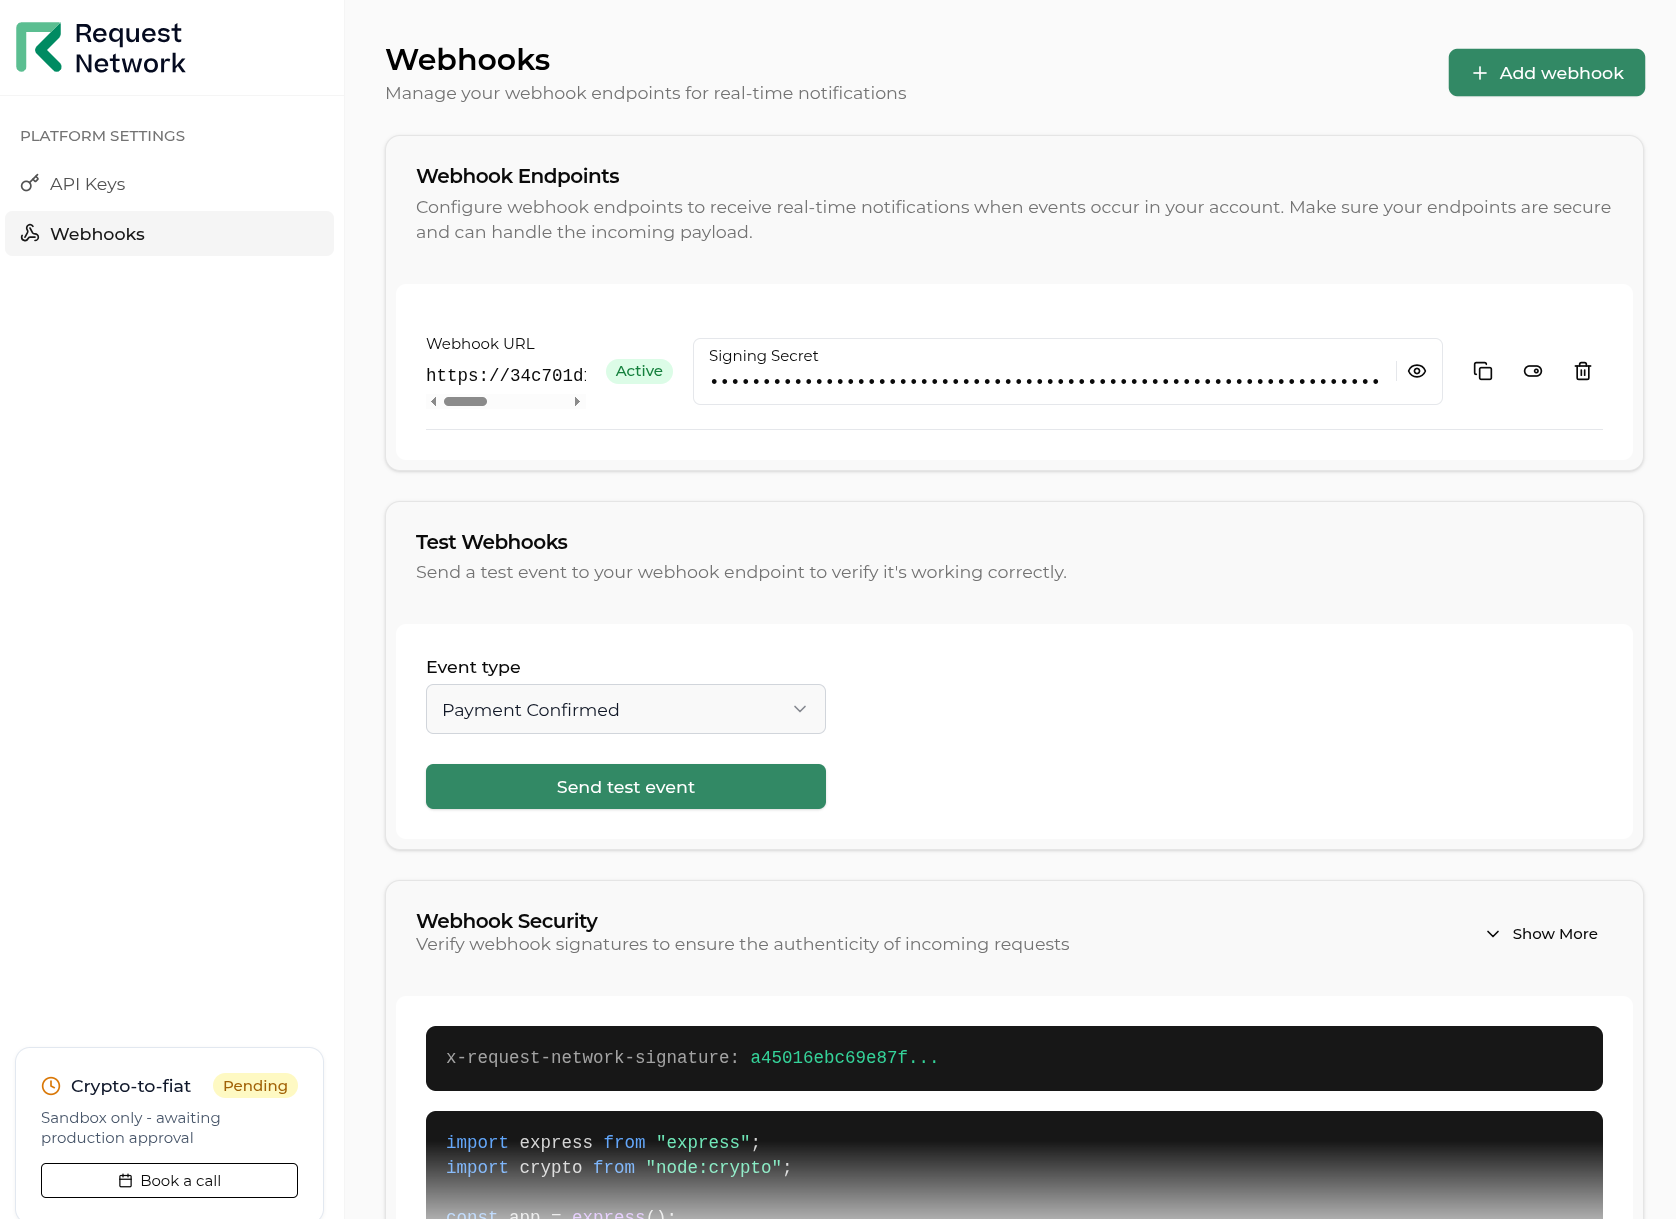 Request
Network
PLATFORM SETTINGS
API Keys
Webhooks
Crypto-to-fiat
Pending
Sandbox only - awaiting
production approval
Book a call
Webhooks
Manage your webhook endpoints for real-time notifications
Add webhook
Webhook Endpoints
Configure webhook endpoints to receive real-time notifications when events occur in your account. Make sure your endpoints are secure
and can handle the incoming payload.
Webhook URL
https://34c701d
Active
Signing Secret
Test Webhooks
Send a test event to your webhook endpoint to verify it's working correctly.
Event type
Payment Confirmed
Send test event
Webhook Security
Verify webhook signatures to ensure the authenticity of incoming requests
Show More
x-request-network-signature: a45016ebc69e87f...
import express from "express";
import crypto from "node:crypto";
const app = express();